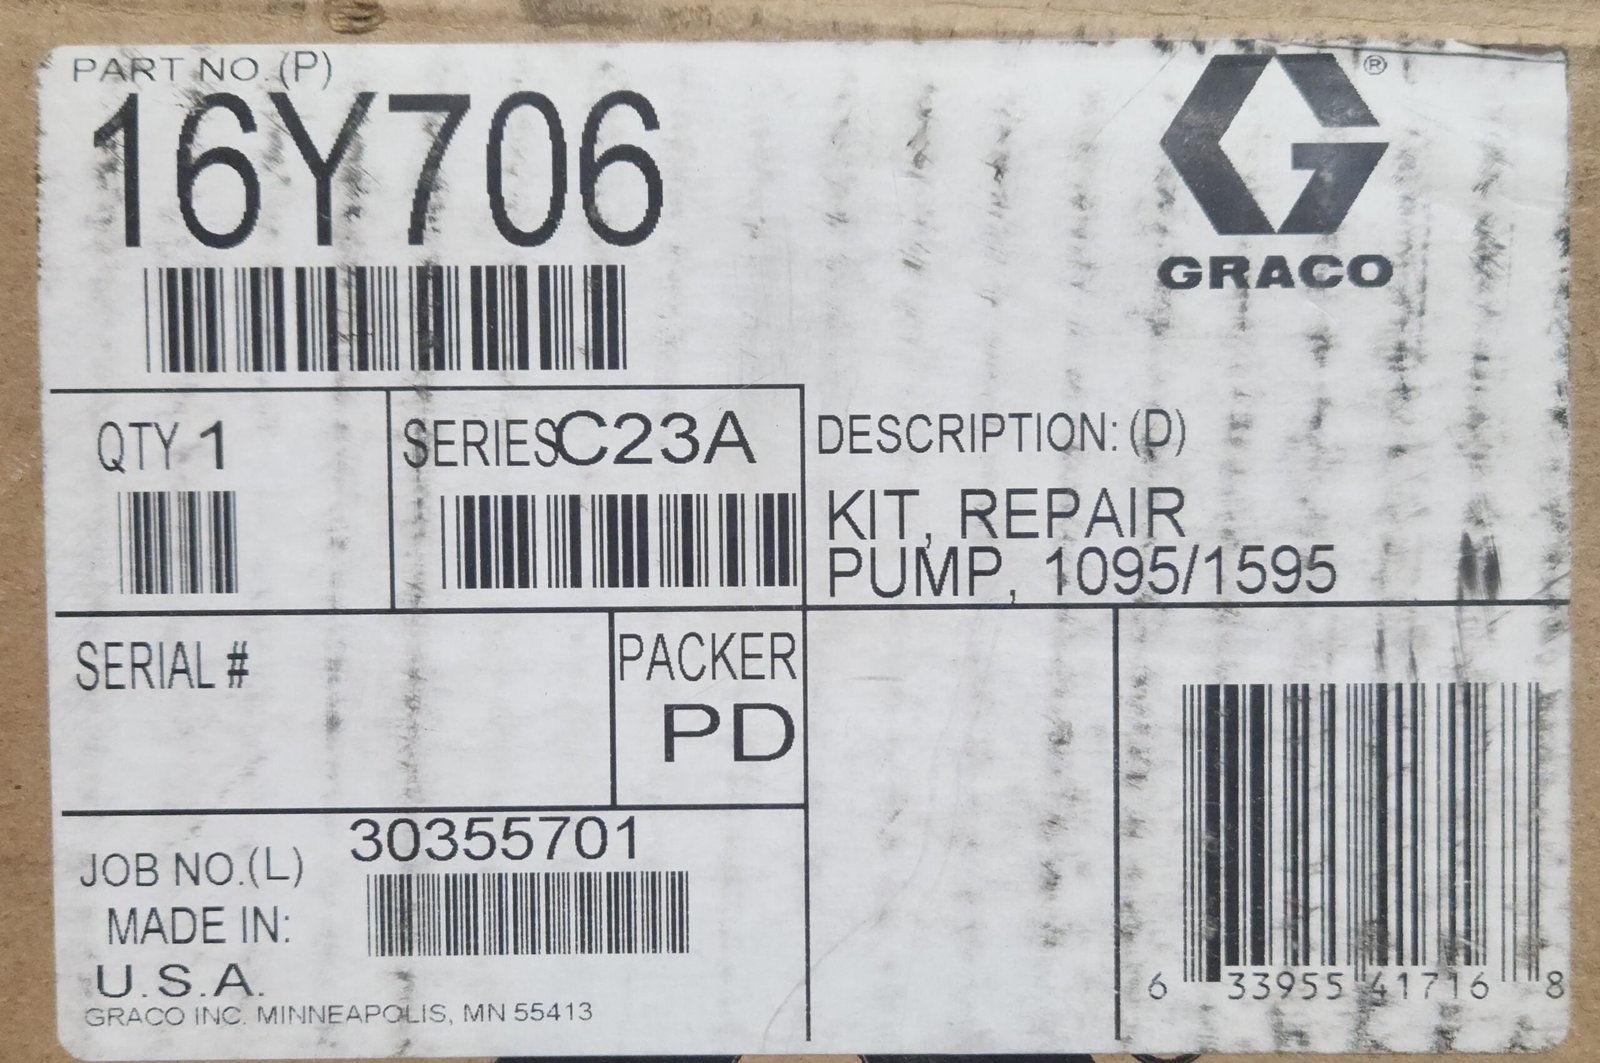 PART NO. (P)
16Y706
®
GRACO
QTY 1
SERIES C23A
DESCRIPTION: (D)
KIT, REPAIR
PUMP, 1095/1595
SERIAL #
PACKER
PD
JOB NO.(L) 30355701
MADE IN:
U.S.A.
GRACO INC. MINNEAPOLIS, MN 55413
6 33955 41716 8